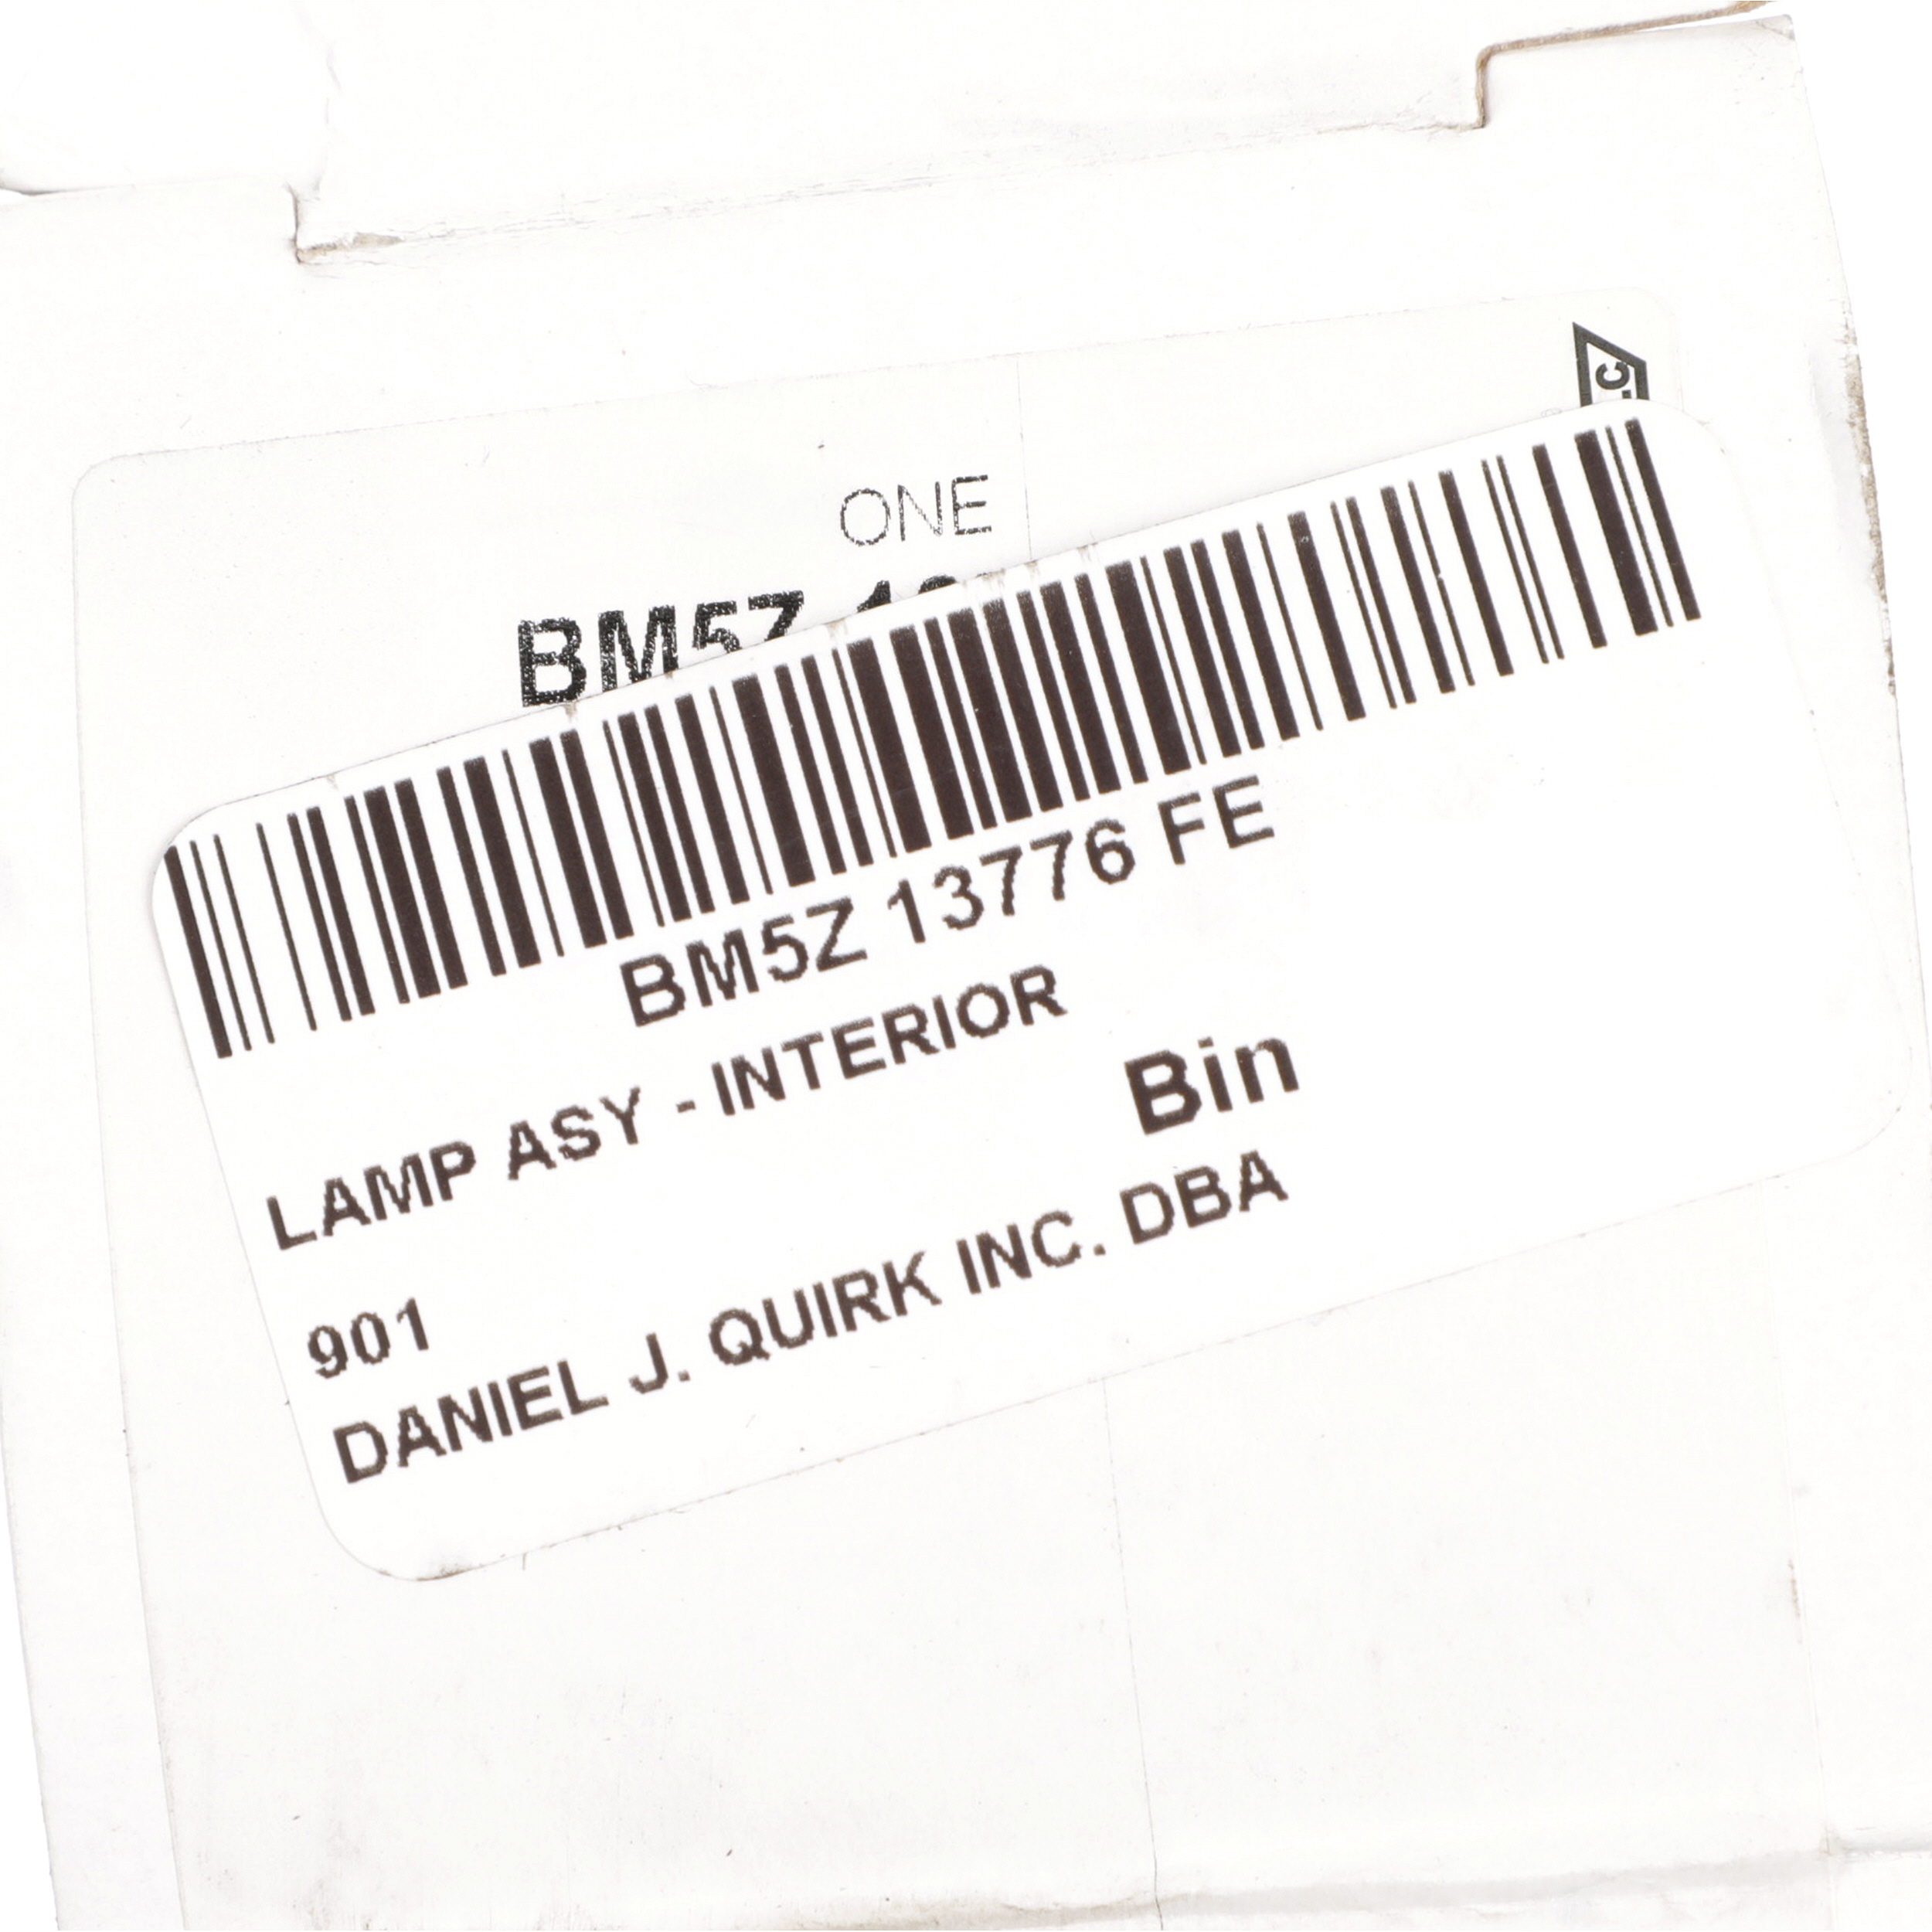 ONE
BM5Z
BM5Z 13776 FE
LAMP ASY - INTERIOR
Bin
901
DANIEL J. QUIRK INC. DBA